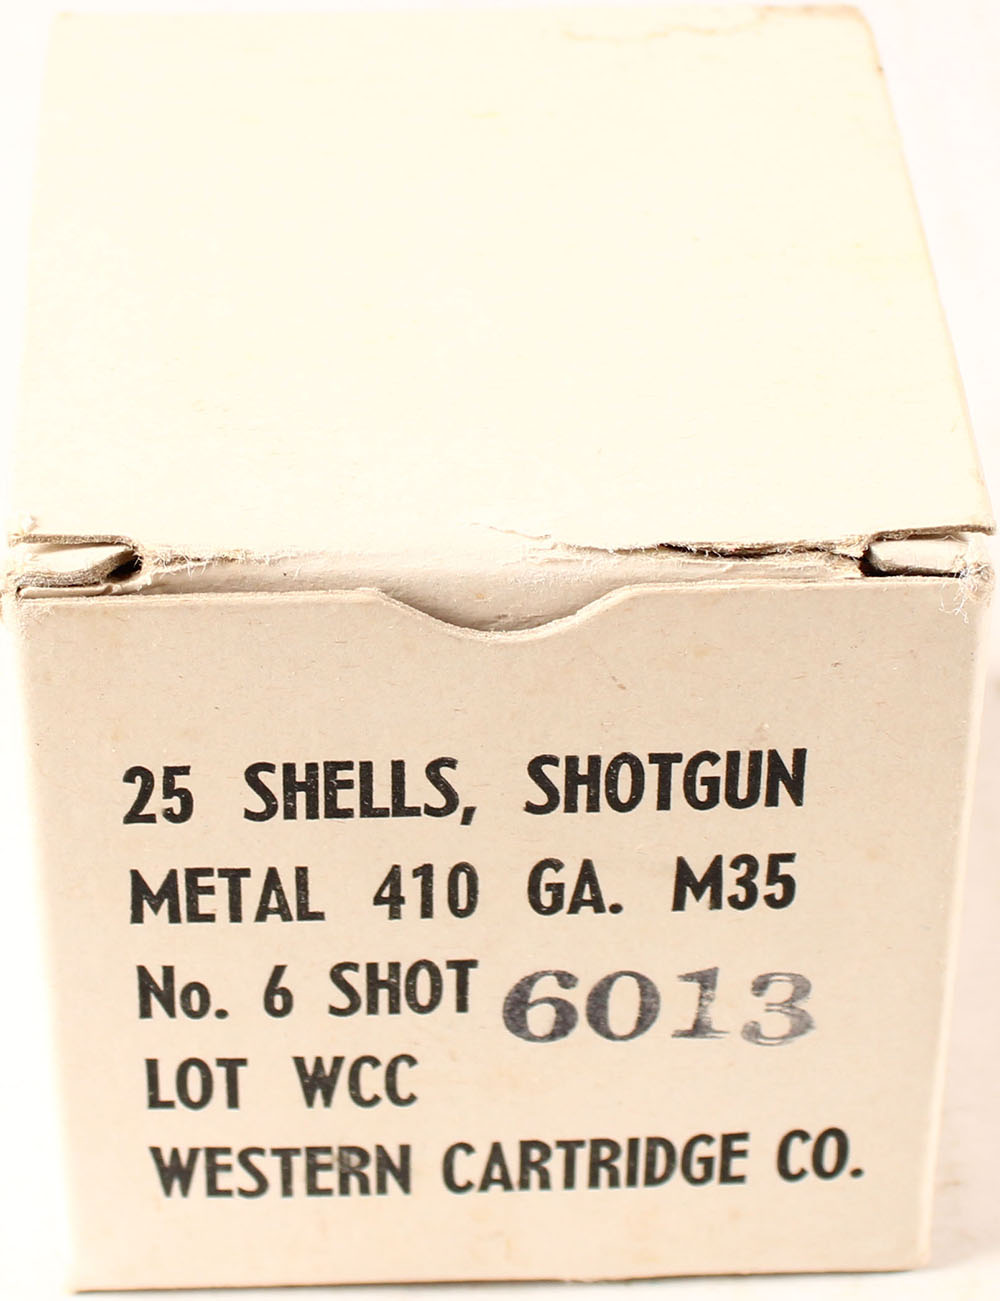 25 SHELLS, SHOTGUN
METAL 410 GA. M35
No. 6 SHOT 6013
LOT WCC
WESTERN CARTRIDGE CO.